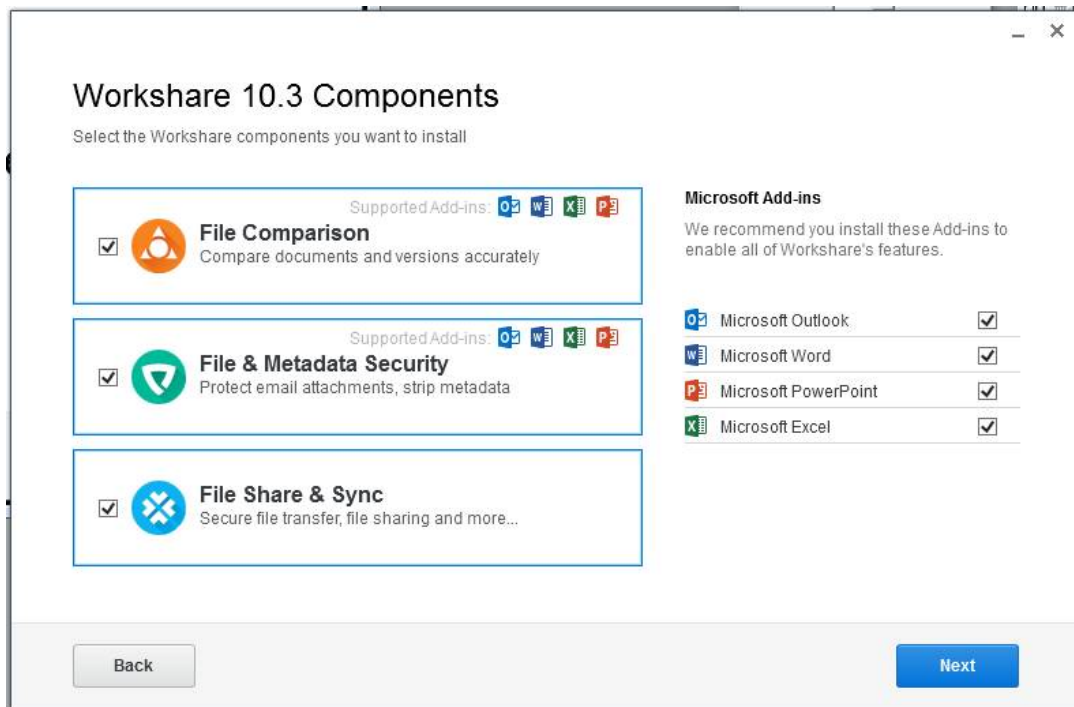 Workshare 10.3 Components
Select the Workshare components you want to install
Supported Add-ins:
File Comparison
Compare documents and versions accurately
Supported Add-ins:
File & Metadata Security
Protect email attachments, strip metadata
File Share & Sync
Secure file transfer, file sharing and more...
Microsoft Add-ins
We recommend you install these Add-ins to
enable all of Workshare's features.
Microsoft Outlook
Microsoft Word
Microsoft PowerPoint
Microsoft Excel
Back
Next